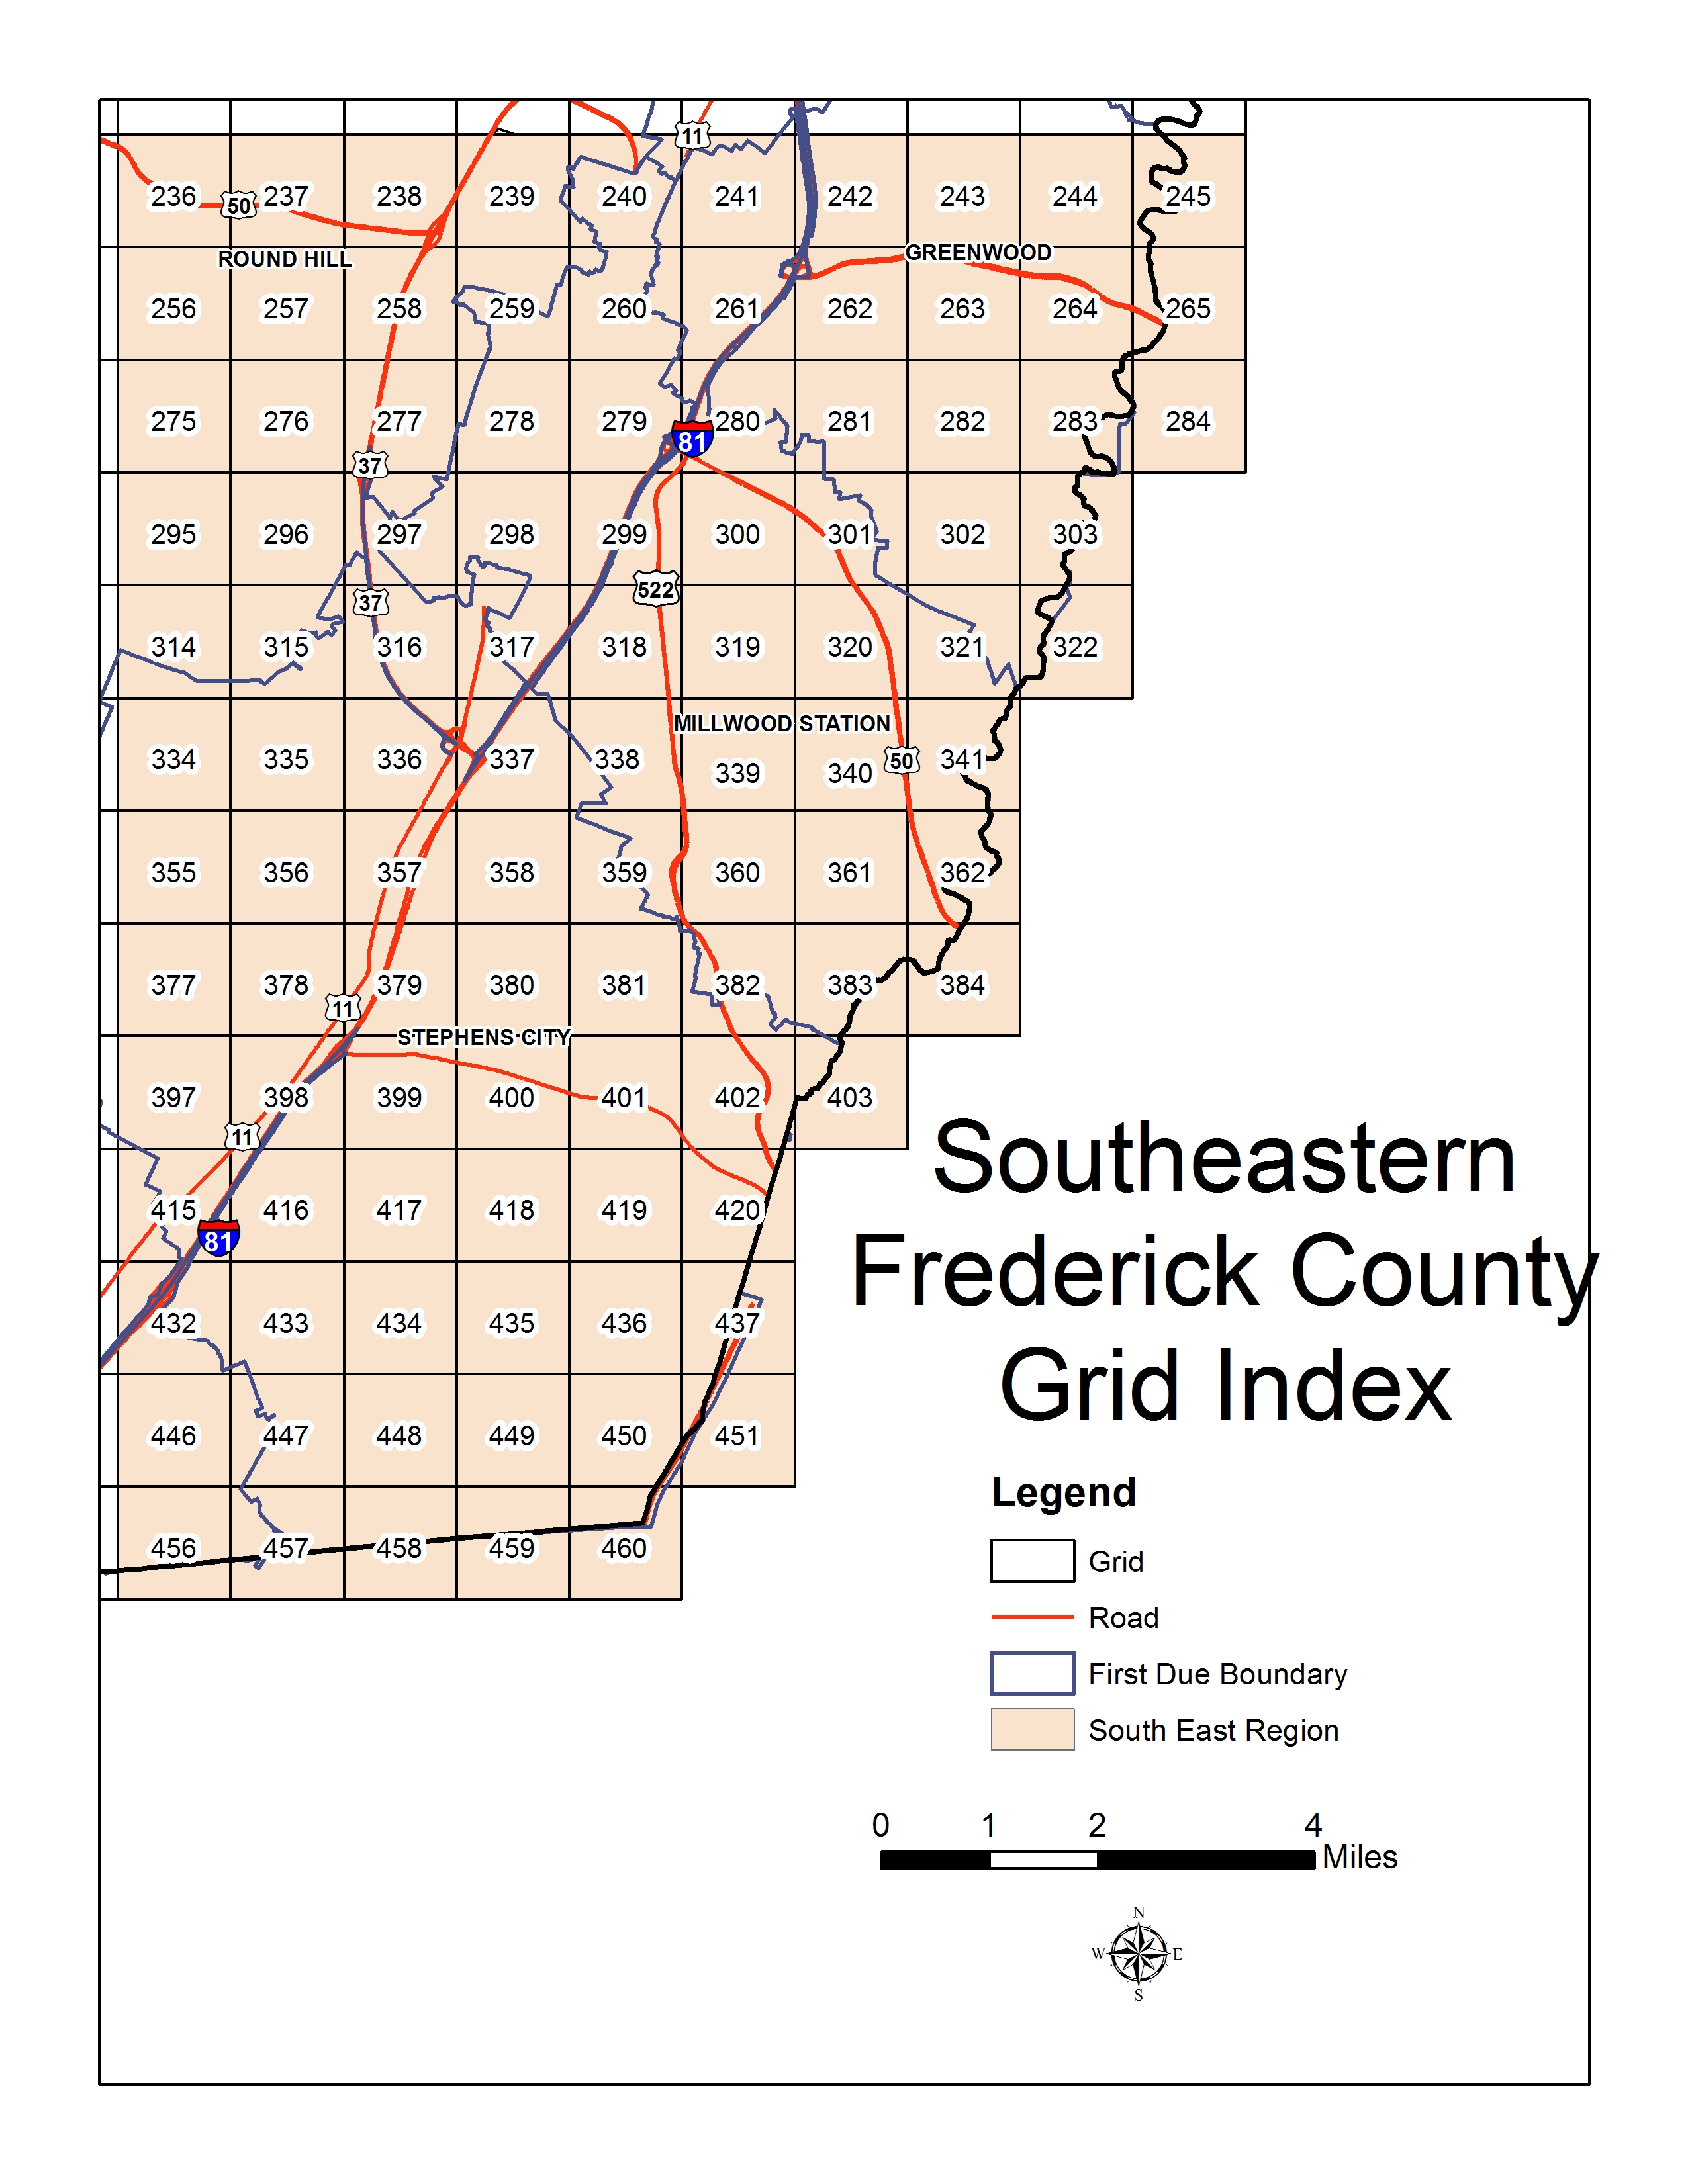 11
236 50 237 238 239 240 241 242 243 244 245
ROUND HILL GREENWOOD
256 257 258 259 260 261 262 263 264 265
275 276 277 278 279 81 280 281 282 283 284
37
295 296 297 298 299 300 301 302 303
37 522
314 315 316 317 318 319 320 321 322
MILLWOOD STATION
334 335 336 337 338 339 340 50 341
355 356 357 358 359 360 361 362
377 378 379 380 381 382 383 384
11
STEPHENS CITY
397 398 399 400 401 402 403
11
415 416 417 418 419 420
81
432 433 434 435 436 437
446 447 448 449 450 451
456 457 458 459 460
Southeastern
Frederick County
Grid Index
Legend
Grid
Road
First Due Boundary
South East Region
0 1 2 4
Miles
N
W E
S